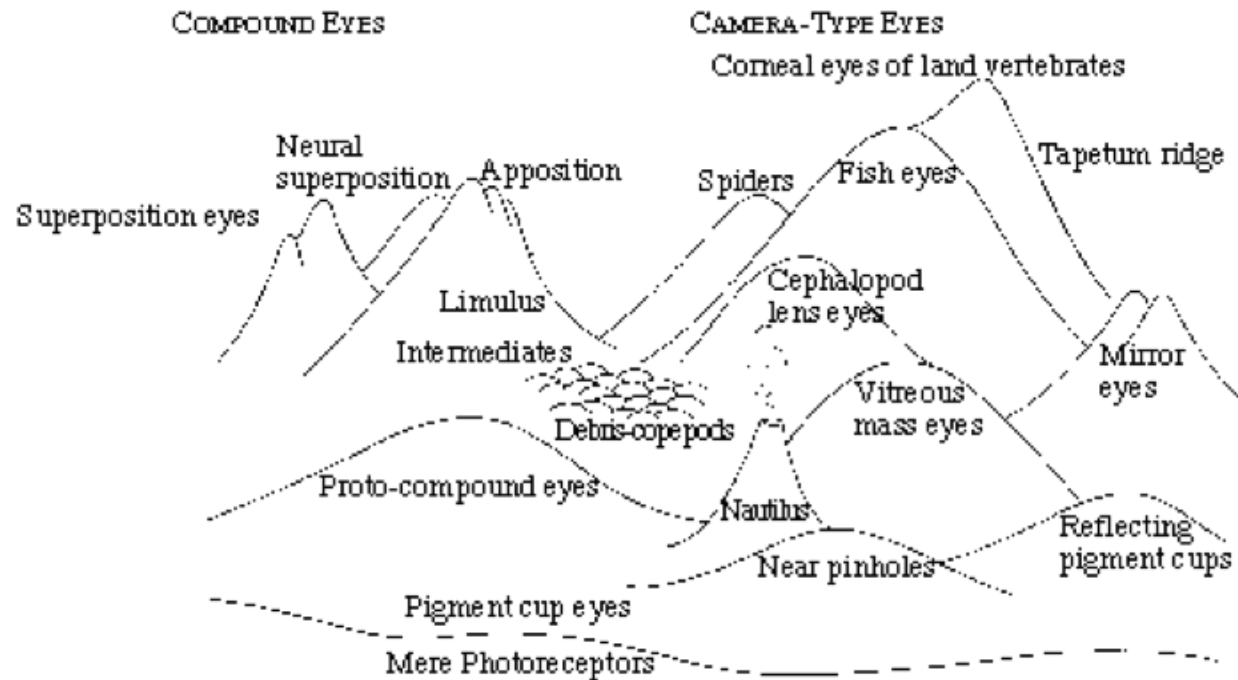 COMPOUND EYES
CAMERA-TYPE EYES
Corneal eyes of land vertebrates
Neural
superposition
Apposition
Superposition eyes
Spiders
Fish eyes
Tapetum ridge
Limulus
Cephalopod
lens eyes
Intermediates
Mirror
eyes
Vitreous
mass eyes
Debris-copepods
Proto-compound eyes
Nautilus
Reflecting
pigment cups
Near pinholes
Pigment cup eyes
Mere Photoreceptors